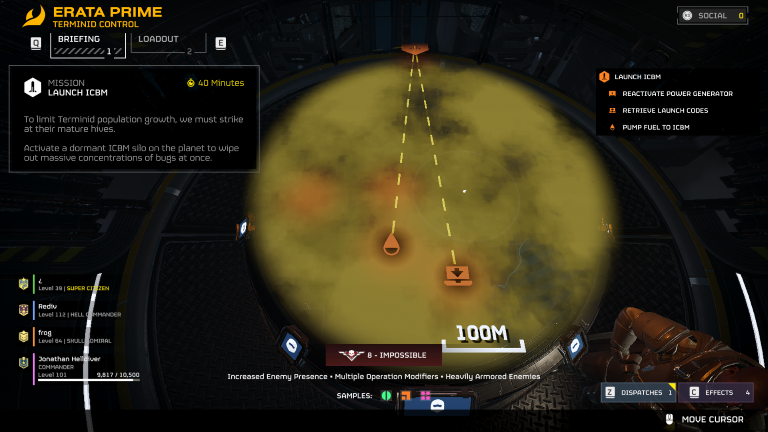 ERATA PRIME
TERMINID CONTROL
SOCIAL 0
Q
BRIEFING
1
LOADOUT
2
E
MISSION
LAUNCH ICBM
40 Minutes
To limit Terminid population growth, we must strike
at their mature hives.
Activate a dormant ICBM silo on the planet to wipe
out massive concentrations of bugs at once.
LAUNCH ICBM
REACTIVATE POWER GENERATOR
RETRIEVE LAUNCH CODES
PUMP FUEL TO ICBM
Level 39 | SUPER CITIZEN
Rediv
Level 112 | HELL COMMANDER
frog
Level 64 | SKULL ADMIRAL
Jonathan Helldiver
COMMANDER
Level 101 9,817 / 10,500
100M
8 - IMPOSSIBLE
Increased Enemy Presence • Multiple Operation Modifiers • Heavily Armored Enemies
SAMPLES:
Z DISPATCHES 1
C EFFECTS 4
MOVE CURSOR